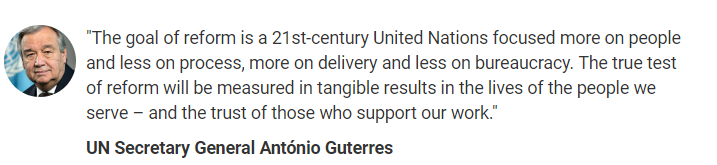 "The goal of reform is a 21st-century United Nations focused more on people
and less on process, more on delivery and less on bureaucracy. The true test
of reform will be measured in tangible results in the lives of the people we
serve – and the trust of those who support our work."
UN Secretary General António Guterres